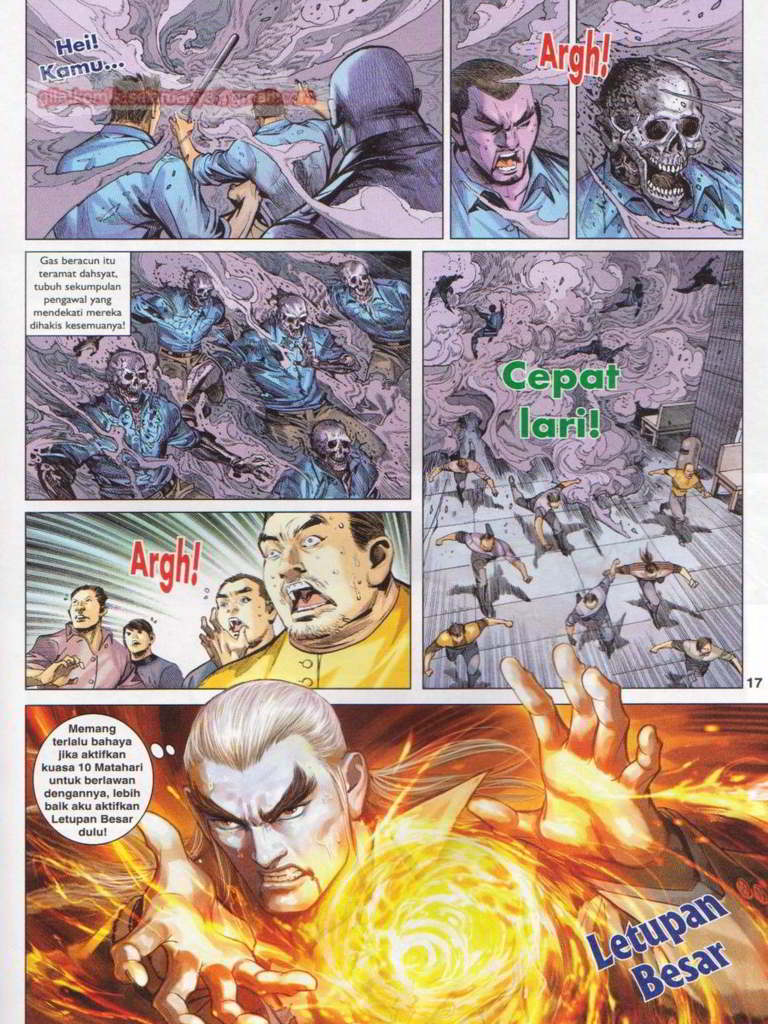 Hei!
Kamu...
Argh!
Gas beracun itu
teramat dahsyat,
tubuh sekumpulan
pengawal yang
mendekati mereka
dihakis kesemuanya!
Cepat
lari!
Argh!
17
Memang
terlalu bahaya
jika aktifkan
kuasa 10 Matahari
untuk berlawan
dengannya, lebih
baik aku aktifkan
Letupan Besar
dulu!
Letupan
Besar